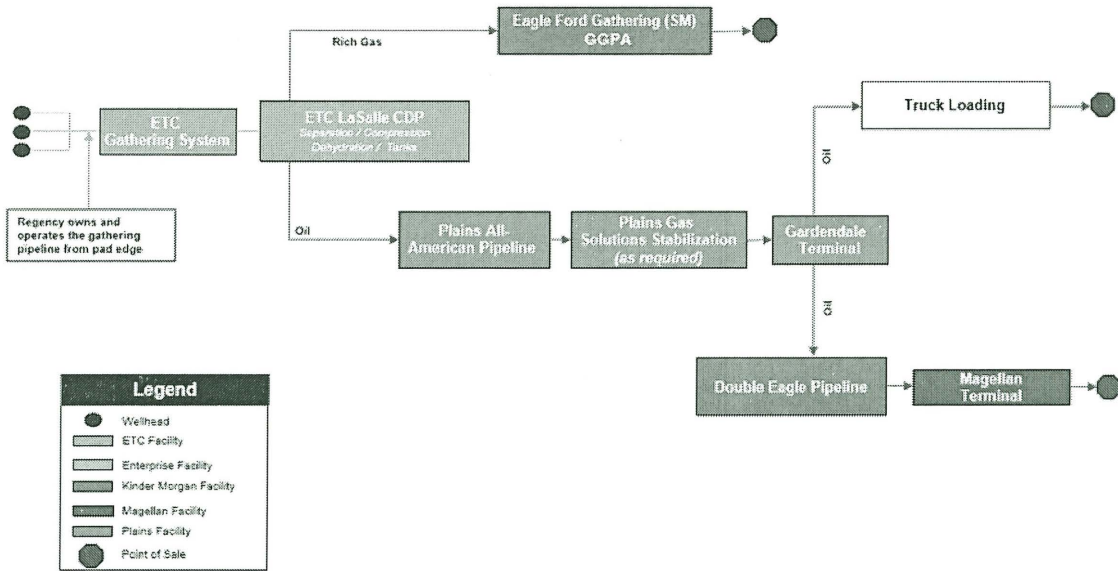 Eagle Ford Gathering (SM)
GGPA
Rich Gas
ETC
Gathering System
ETC LaSalle CDP
Separation / Compression
Dehydration / Tanks
Truck Loading
Oil
Regency owns and
operates the gathering
pipeline from pad edge
Oil
Plains All-
American Pipeline
Plains Gas
Solutions Stabilization
(as required)
Gardendale
Terminal
Oil
Double Eagle Pipeline
Magellan
Terminal
Legend
Wellhead
ETC Facility
Enterprise Facility
Kinder Morgan Facility
Magellan Facility
Plains Facility
Point of Sale